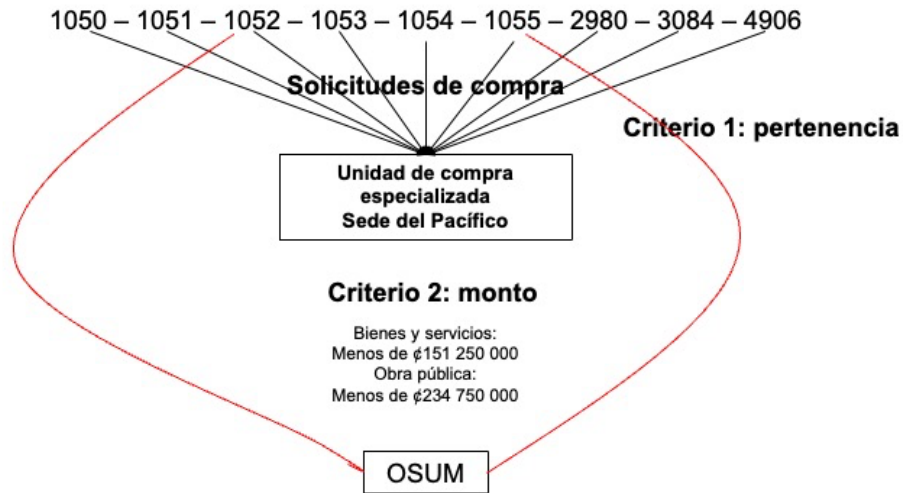 1050 – 1051 – 1052 – 1053 – 1054 – 1055 – 2980 – 3084 – 4906
Solicitudes de compra
Criterio 1: pertenencia
Unidad de compra
especializada
Sede del Pacífico
Criterio 2: monto
Bienes y servicios:
Menos de ¢151 250 000
Obra pública:
Menos de ¢234 750 000
OSUM